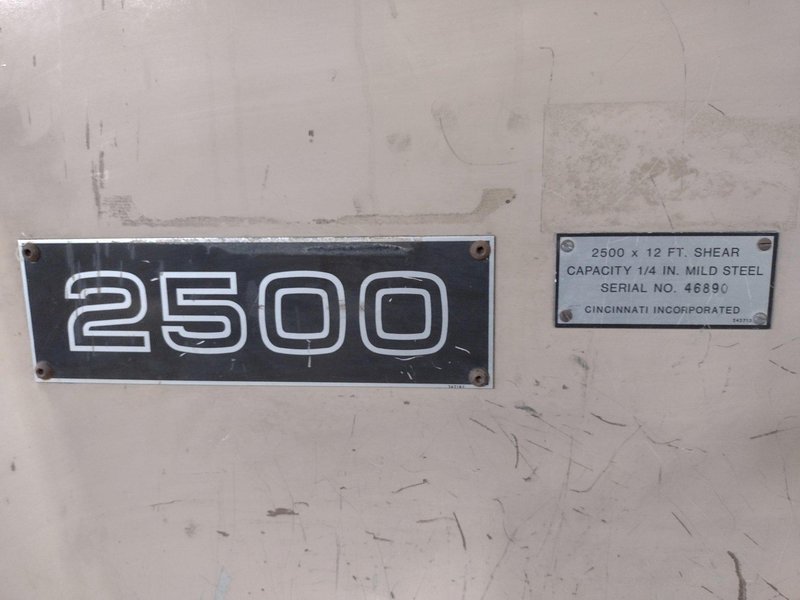 2500
2500 x 12 FT. SHEAR
CAPACITY 1/4 IN. MILD STEEL
SERIAL NO. 46890
CINCINNATI INCORPORATED